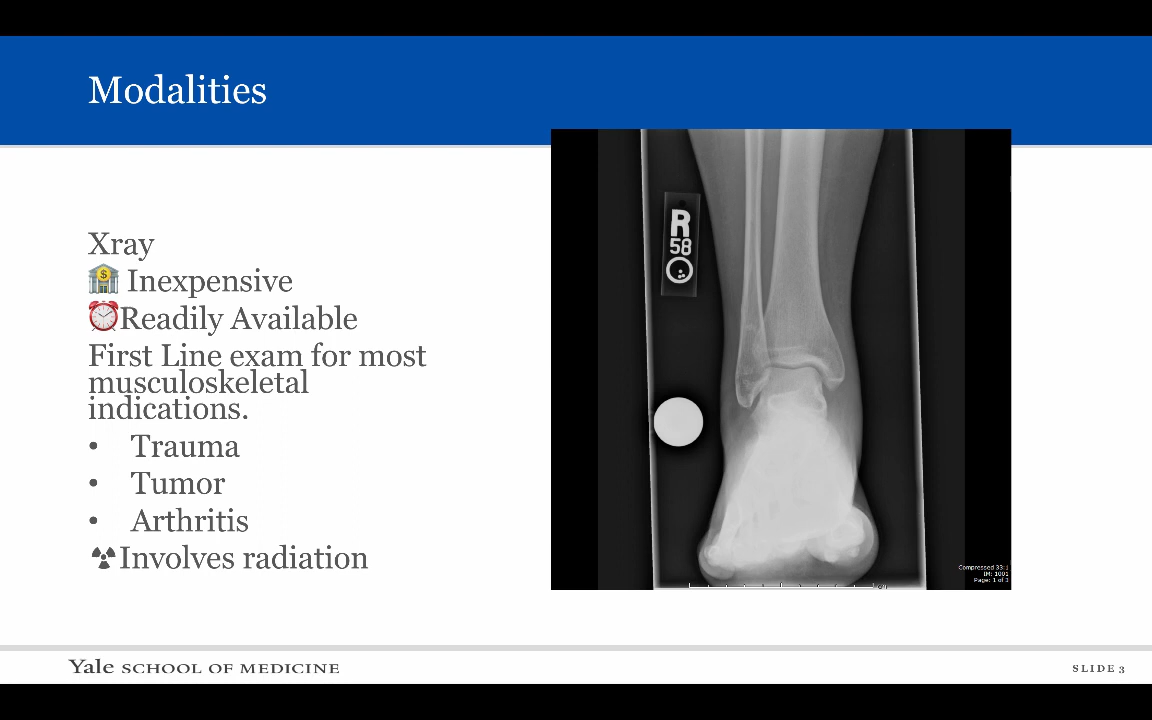 Modalities
Xray
Inexpensive
Readily Available
First Line exam for most
musculoskeletal
indications.
• Trauma
• Tumor
• Arthritis
Involves radiation
R
58
Compressed 33:1
IM: 1001
Page: 1 of 3
Yale SCHOOL OF MEDICINE
SLIDE 3